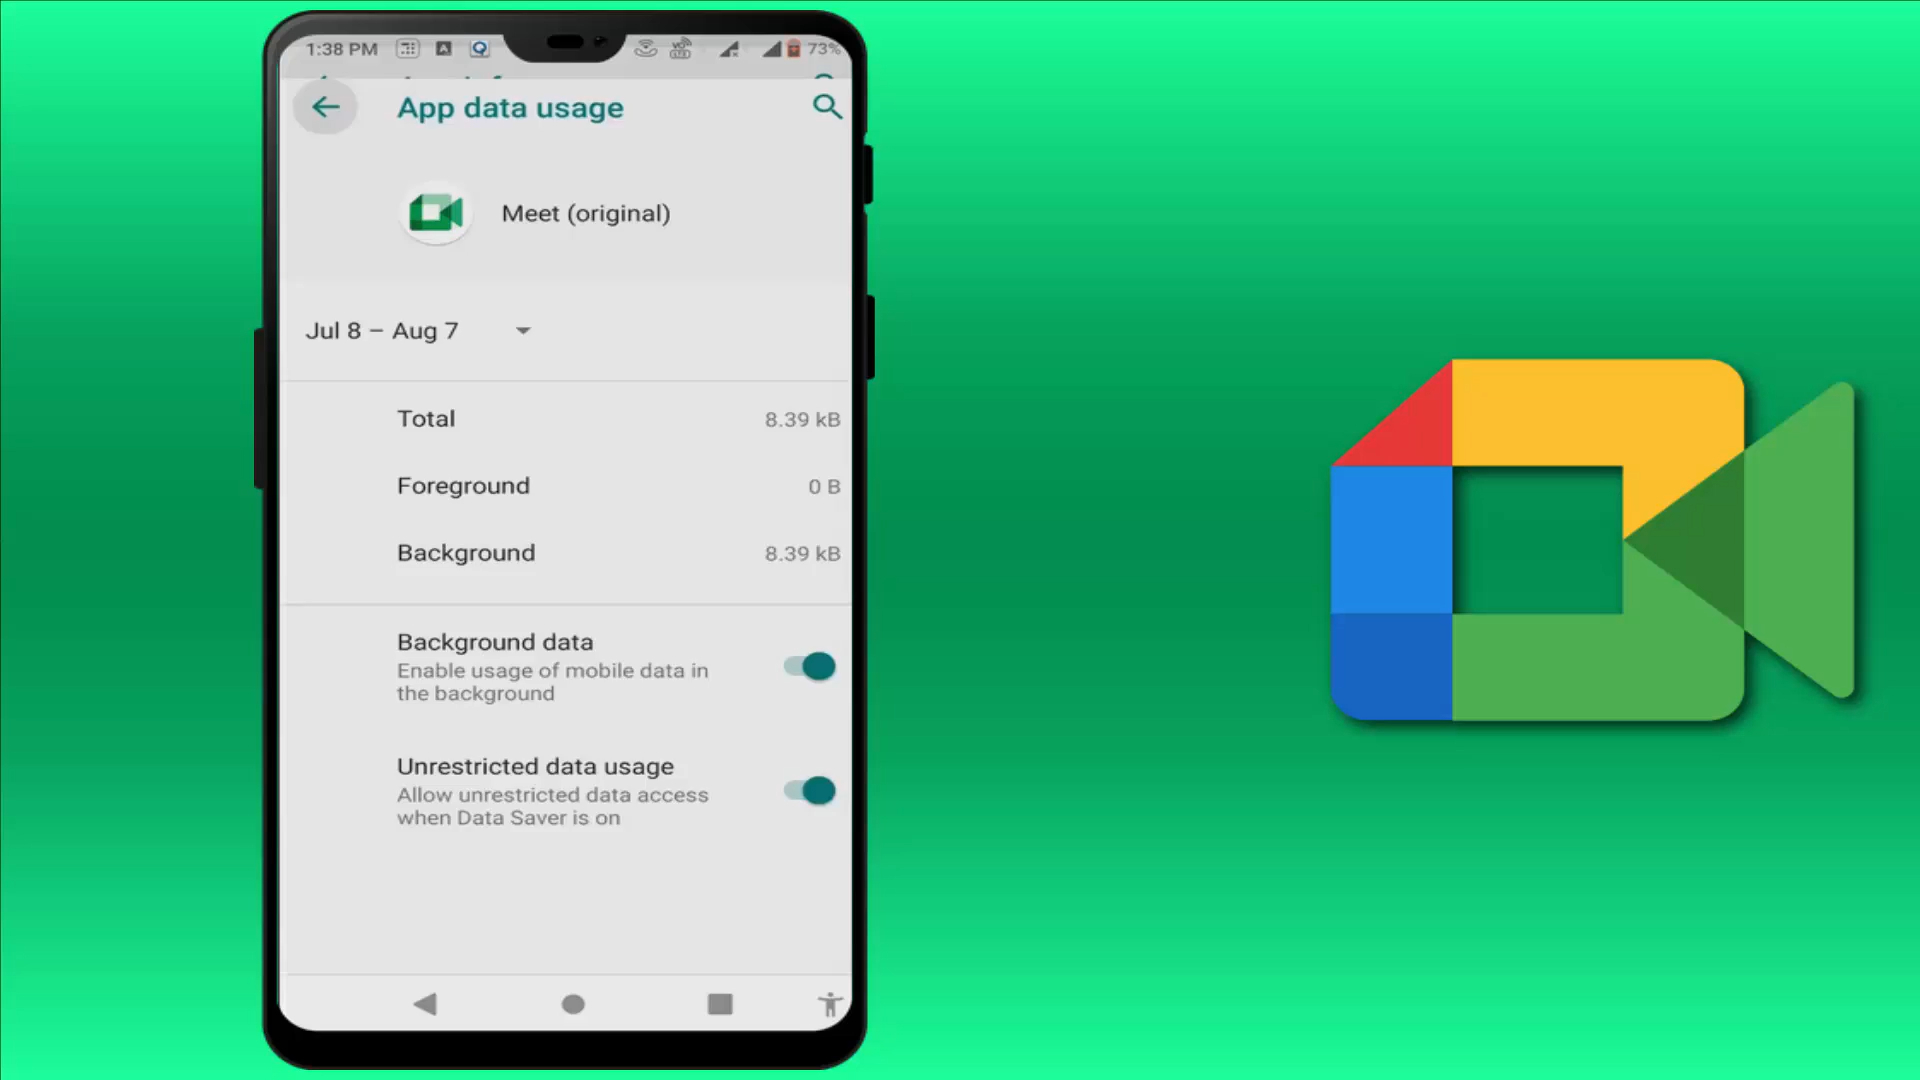 1:38 PM
73%
App data usage
Meet (original)
Jul 8 – Aug 7
Total 8.39 kB
Foreground 0 B
Background 8.39 kB
Background data
Enable usage of mobile data in
the background
Unrestricted data usage
Allow unrestricted data access
when Data Saver is on